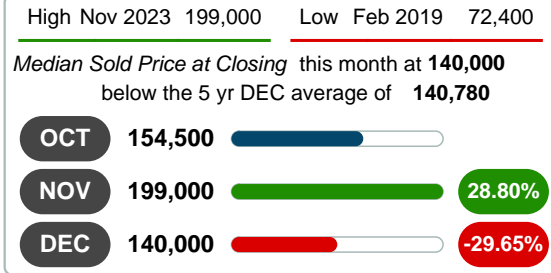 High Nov 2023 199,000 Low Feb 2019 72,400
Median Sold Price at Closing this month at 140,000
below the 5 yr DEC average of 140,780
OCT 154,500
NOV 199,000 28.80%
DEC 140,000 -29.65%